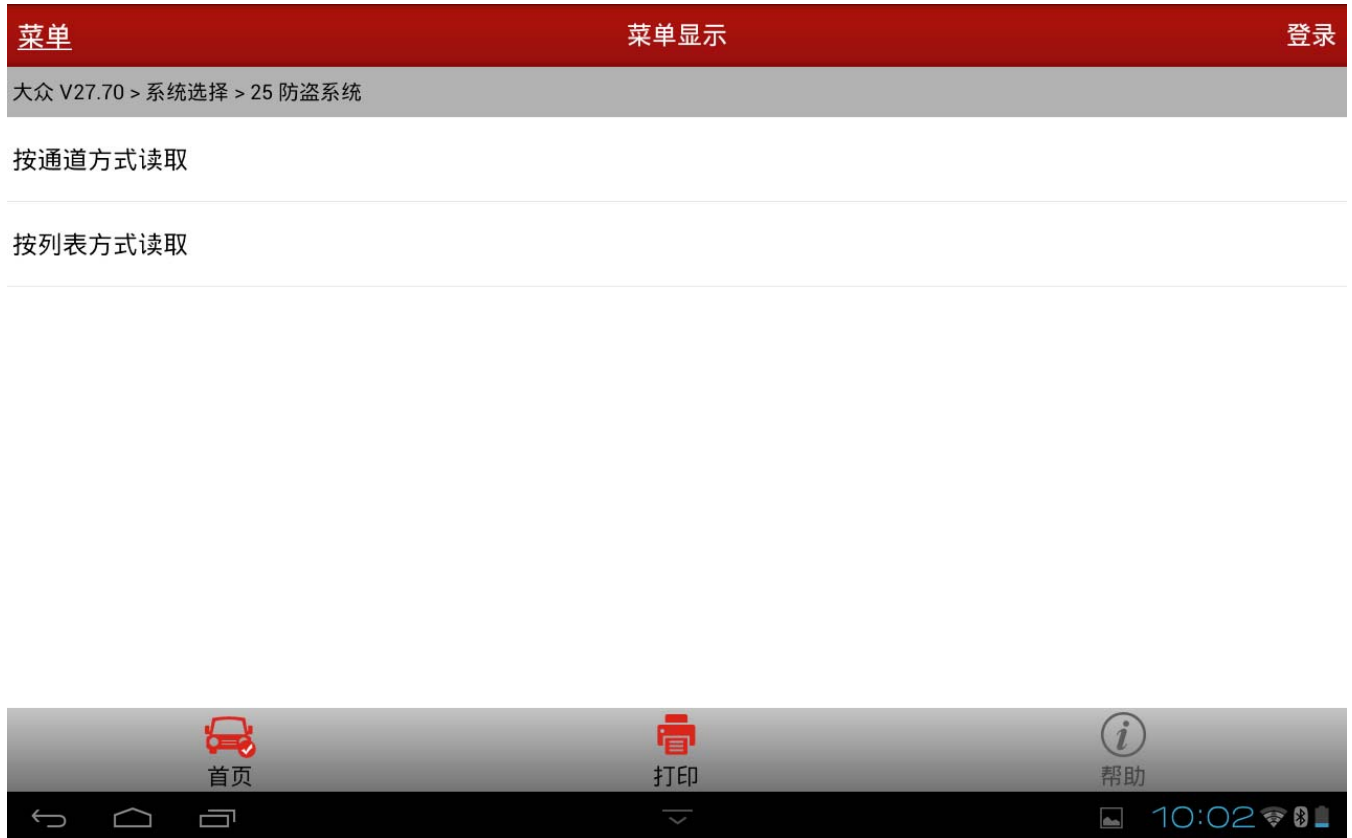 菜单
菜单显示
登录
大众 V27.70 > 系统选择 > 25 防盗系统
按通道方式读取
按列表方式读取
首页
打印
帮助
10:02